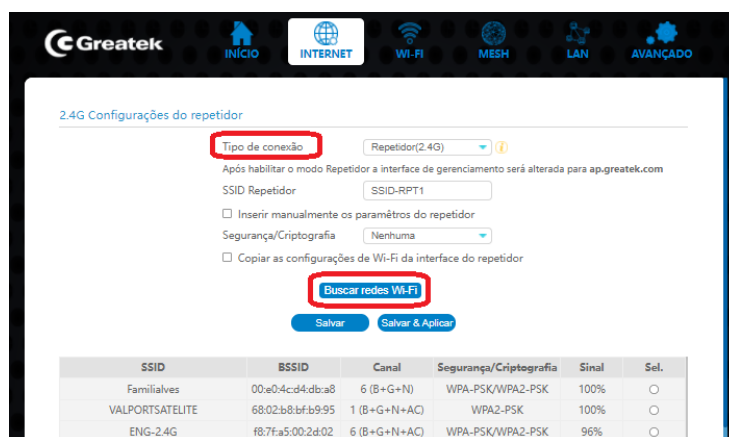 Greatek
INÍCIO INTERNET WI-FI MESH LAN AVANÇADO
2.4G Configurações do repetidor
Tipo de conexão Repetidor(2.4G) i
Após habilitar o modo Repetidor a interface de gerenciamento será alterada para ap.greatek.com
SSID Repetidor SSID-RPT1
Inserir manualmente os paramêtros do repetidor
Segurança/Criptografia Nenhuma
Copiar as configurações de Wi-Fi da interface do repetidor
Buscar redes Wi-Fi
Salvar Salvar & Aplicar
SSID BSSID Canal Segurança/Criptografia Sinal Sel.
Familialves 00:e0:4c:d4:db:a8 6 (B+G+N) WPA-PSK/WPA2-PSK 100%
VALPORTSATELITE 68:02:b8:bf:b9:95 1 (B+G+N+AC) WPA2-PSK 100%
ENG-2.4G f8:7f:a5:00:2d:02 6 (B+G+N+AC) WPA-PSK/WPA2-PSK 96%